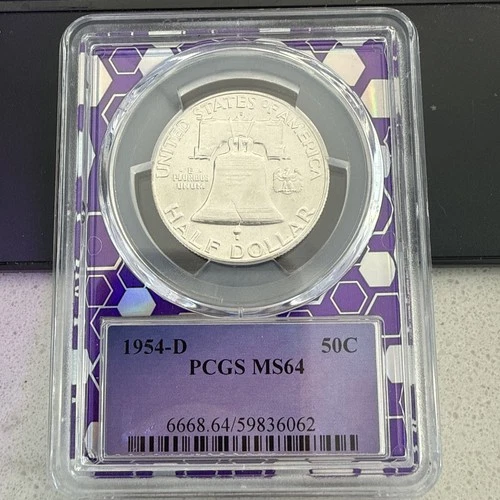 UNITED STATES OF AMERICA
E
PLURIBUS
UNUM
HALF DOLLAR
1954-D 50C
PCGS MS64
6668.64/59836062